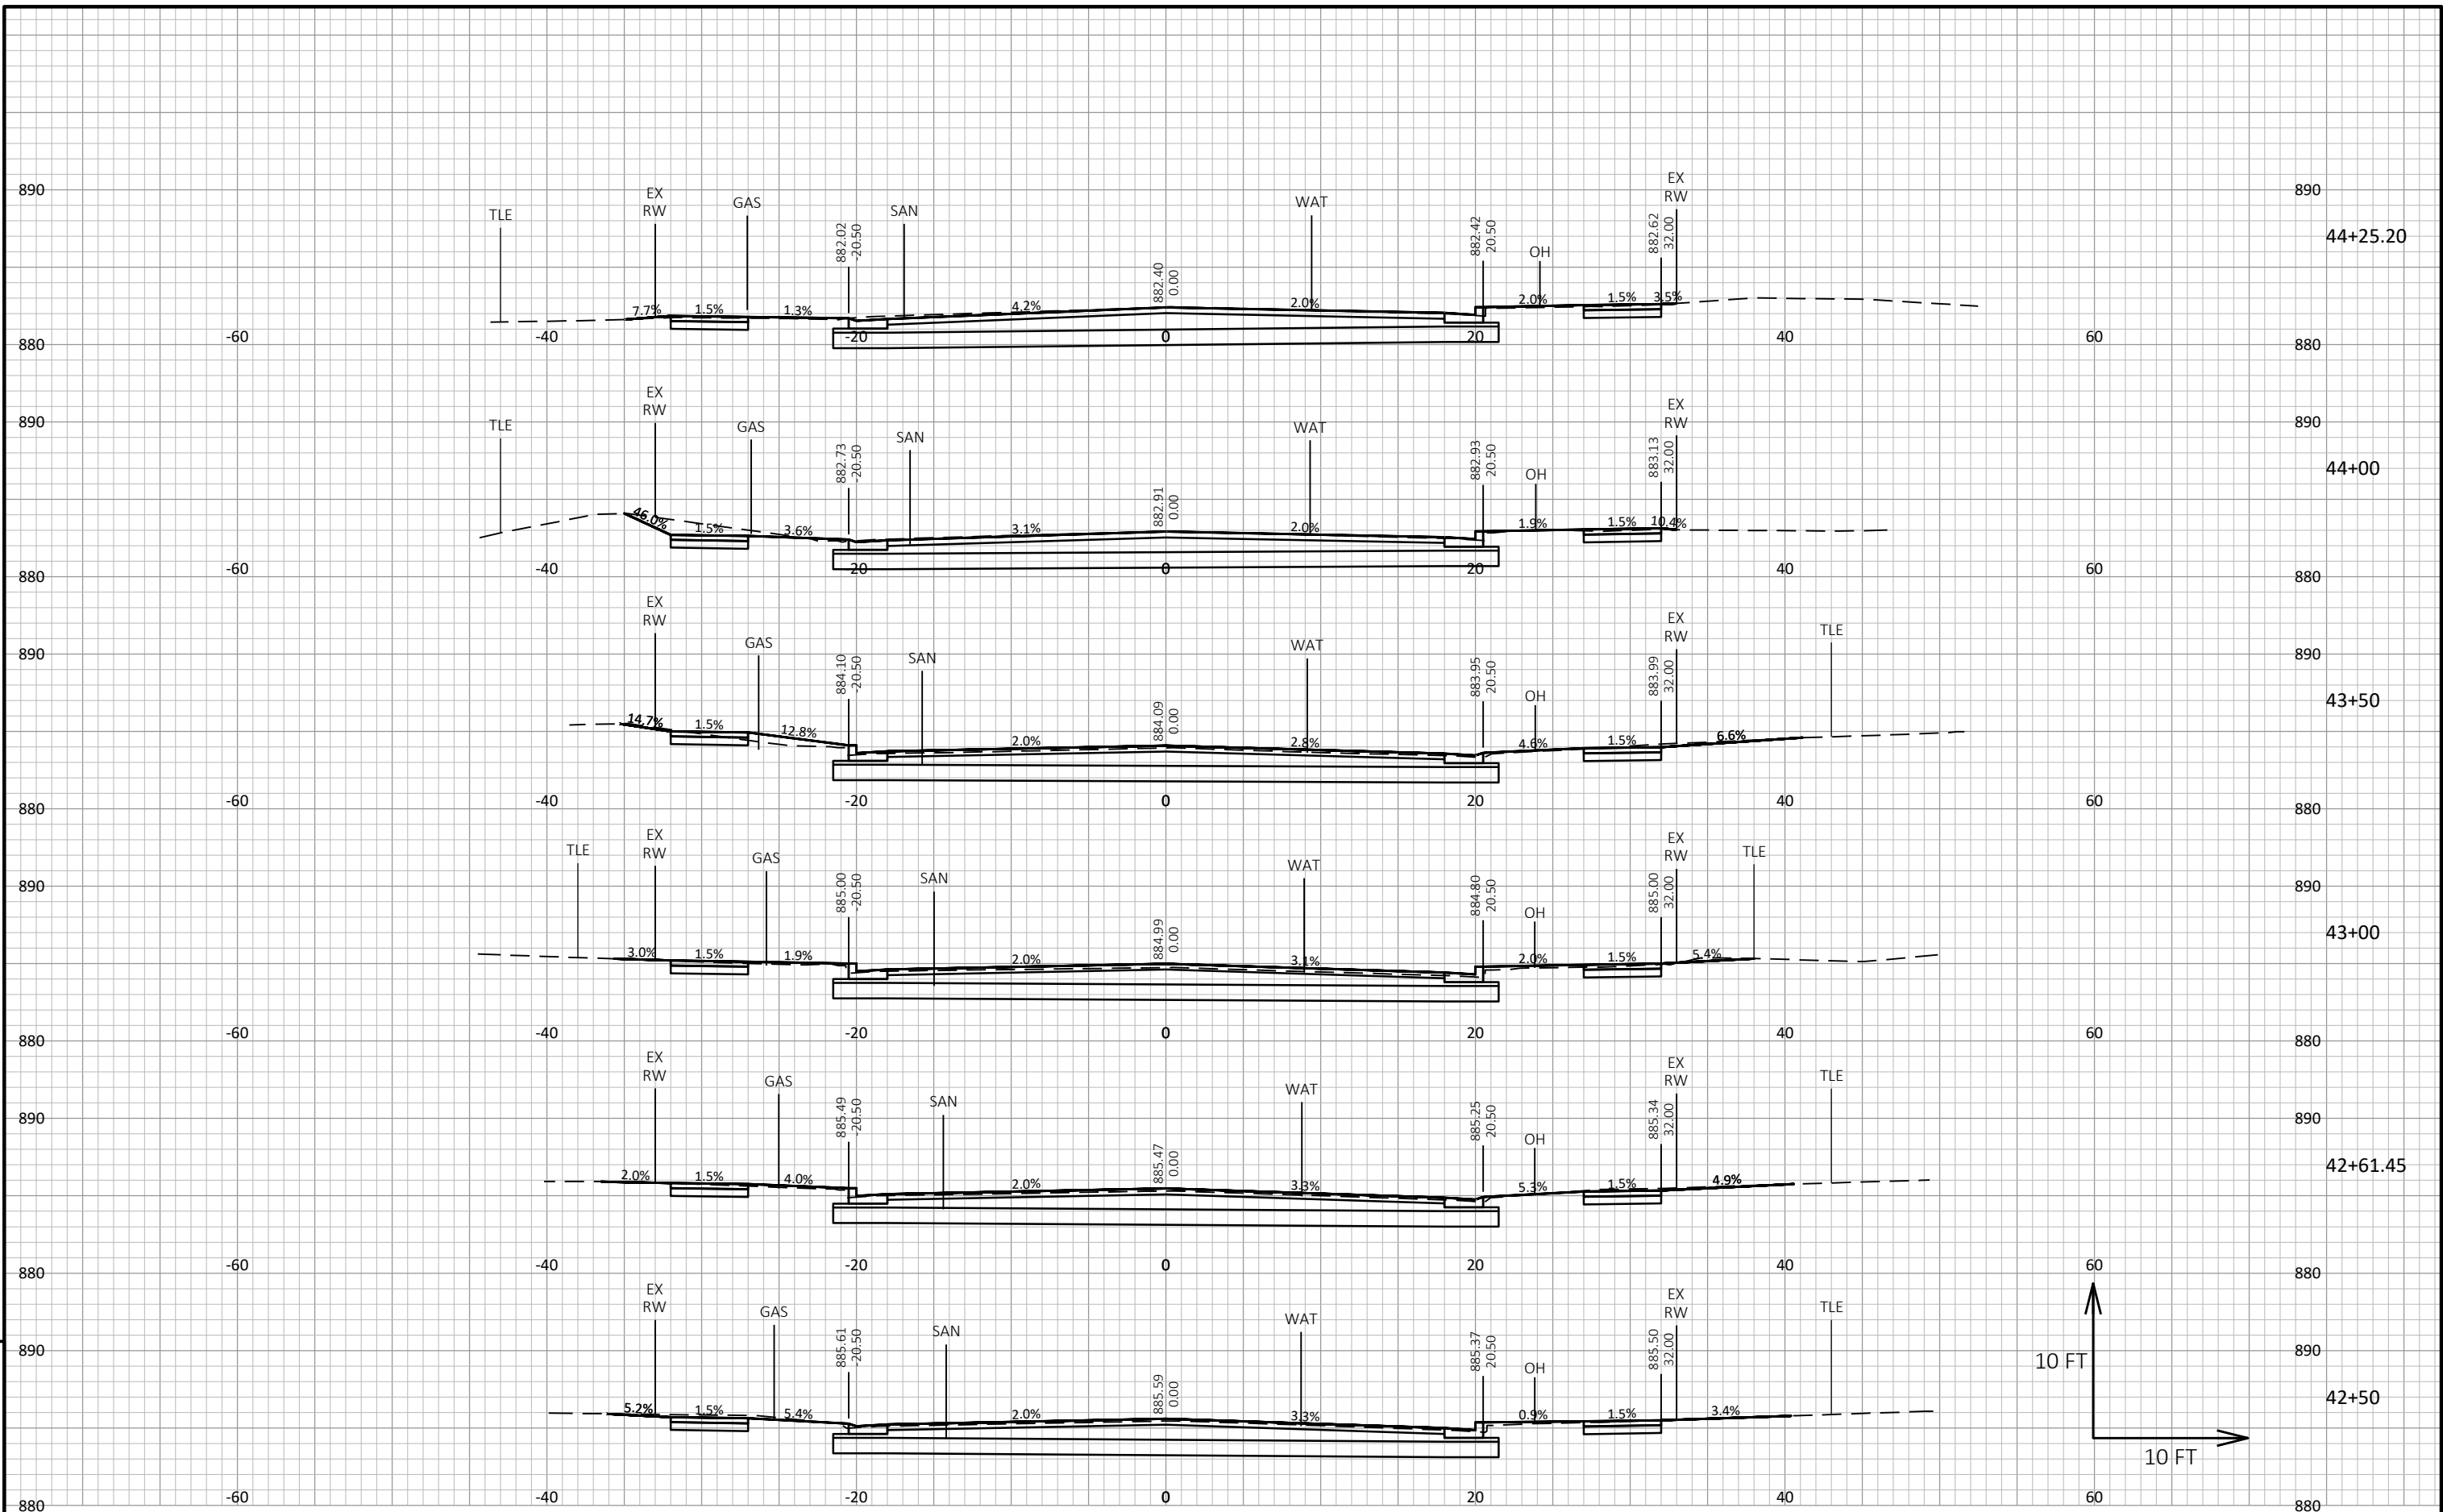 890
TLE
EX
RW
GAS
882.02
-20.50
SAN
882.40
0.00
WAT
882.42
20.50
OH
882.62
32.00
EX
RW
890
44+25.20
7.7%
1.5%
1.3%
4.2%
2.0%
2.0%
1.5%
3.5%
880
-60
-40
-20
0
20
40
60
880
890
TLE
EX
RW
GAS
882.73
-20.50
SAN
882.91
0.00
WAT
882.93
20.50
OH
883.13
32.00
EX
RW
890
44+00
46.0%
1.5%
3.6%
3.1%
2.0%
1.9%
1.5%
10.4%
880
-60
-40
-20
0
20
40
60
880
890
EX
RW
GAS
884.10
-20.50
SAN
884.09
0.00
WAT
883.95
20.50
OH
883.99
32.00
EX
RW
TLE
890
43+50
14.7%
1.5%
12.8%
2.0%
2.8%
4.6%
1.5%
6.6%
880
-60
-40
-20
0
20
40
60
880
890
TLE
EX
RW
GAS
885.00
-20.50
SAN
884.99
0.00
WAT
884.80
20.50
OH
885.00
32.00
EX
RW
TLE
890
43+00
3.0%
1.5%
1.9%
2.0%
3.1%
2.0%
1.5%
5.4%
880
-60
-40
-20
0
20
40
60
880
890
EX
RW
GAS
885.49
-20.50
SAN
885.47
0.00
WAT
885.25
20.50
OH
885.34
32.00
EX
RW
TLE
890
42+61.45
2.0%
1.5%
4.0%
2.0%
3.3%
5.3%
1.5%
4.9%
880
-60
-40
-20
0
20
40
60
880
890
EX
RW
GAS
885.61
-20.50
SAN
885.59
0.00
WAT
885.37
20.50
OH
885.50
32.00
EX
RW
TLE
890
42+50
5.2%
1.5%
5.4%
2.0%
3.3%
0.9%
1.5%
3.4%
10 FT
10 FT
880
-60
-40
-20
0
20
40
60
880